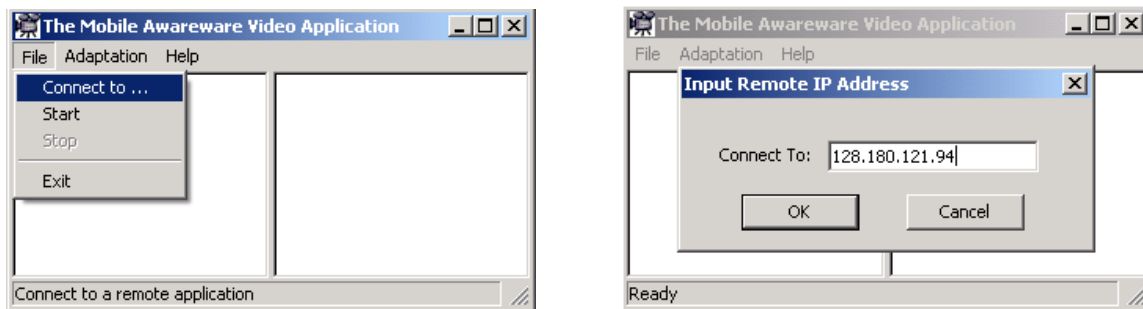 The Mobile Awareware Video Application
File Adaptation Help
Connect to ...
Start
Stop
Exit
Connect to a remote application
The Mobile Awareware Video Application
File Adaptation Help
Input Remote IP Address
Connect To: 128.180.121.94
OK Cancel
Ready